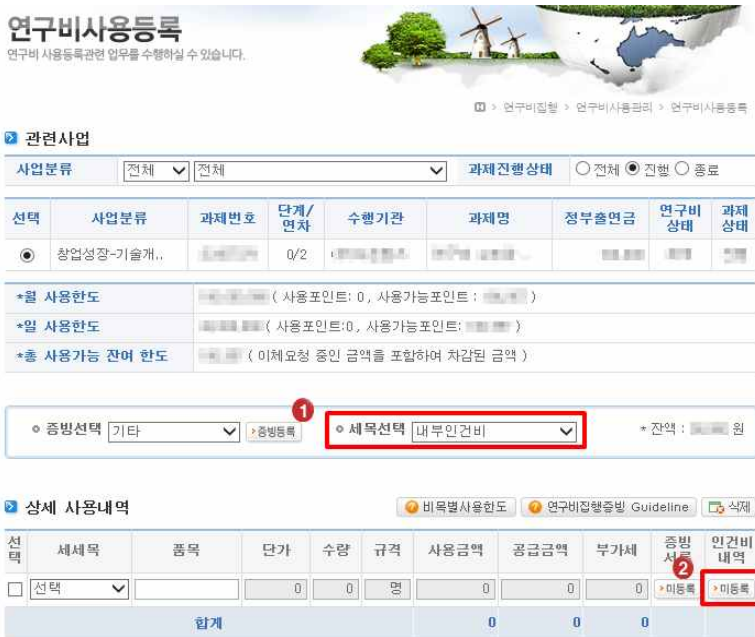 연구비사용등록
연구비 사용등록관련 업무를 수행하실 수 있습니다.
> 연구비집행 > 연구비사용관리 > 연구비사용등록
관련사업
사업분류 전체 전체 과제진행상태 전체 진행 종료
선택 사업분류 과제번호 단계/연차 수행기관 과제명 정부출연금 연구비상태 과제상태
창업성장-기술개.. 0/2
*월 사용한도 ( 사용포인트: 0, 사용가능포인트 : )
*일 사용한도 ( 사용포인트:0, 사용가능포인트: )
*총 사용가능 잔여 한도 ( 이체요청 중인 금액을 포함하여 차감된 금액 )
1
증빙선택 기타 >증빙등록 세목선택 내부인건비 * 잔액 : 원
상세 사용내역 비목별사용한도 연구비집행증빙 Guideline 삭제
선택 세세목 품목 단가 수량 규격 사용금액 공급금액 부가세 증빙서류 인건비내역
2
선택 0 0 명 0 0 0 >미등록 >미등록
합계 0 0 0